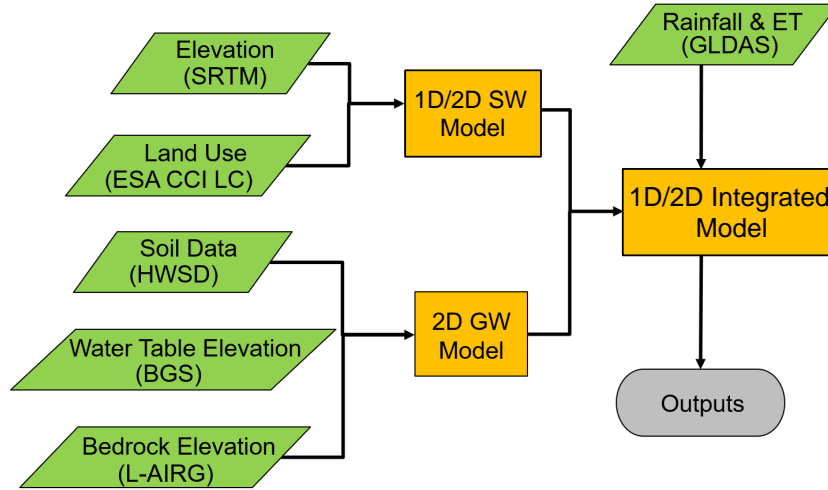 Elevation
(SRTM)
Land Use
(ESA CCI LC)
Soil Data
(HWSD)
Water Table Elevation
(BGS)
Bedrock Elevation
(L-AIRG)
1D/2D SW
Model
2D GW
Model
Rainfall & ET
(GLDAS)
1D/2D Integrated
Model
Outputs